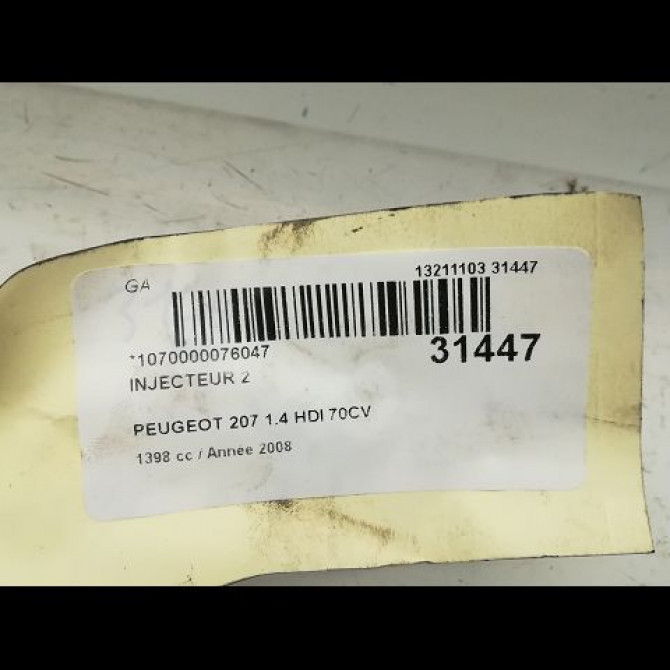 GA
13211103 31447
*1070000076047
31447
INJECTEUR 2
PEUGEOT 207 1.4 HDI 70CV
1398 cc / Année 2008